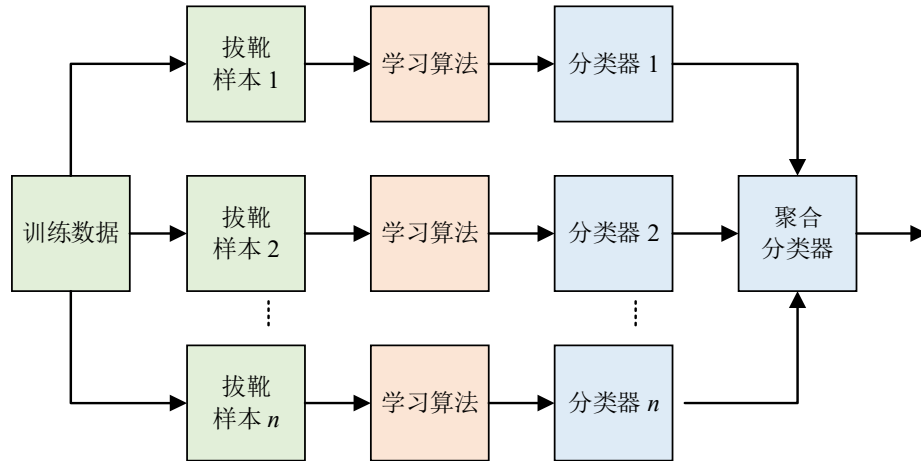 拔靴
样本 1
学习算法
分类器 1
训练数据
拔靴
样本 2
学习算法
分类器 2
聚合
分类器
拔靴
样本 n
学习算法
分类器 n